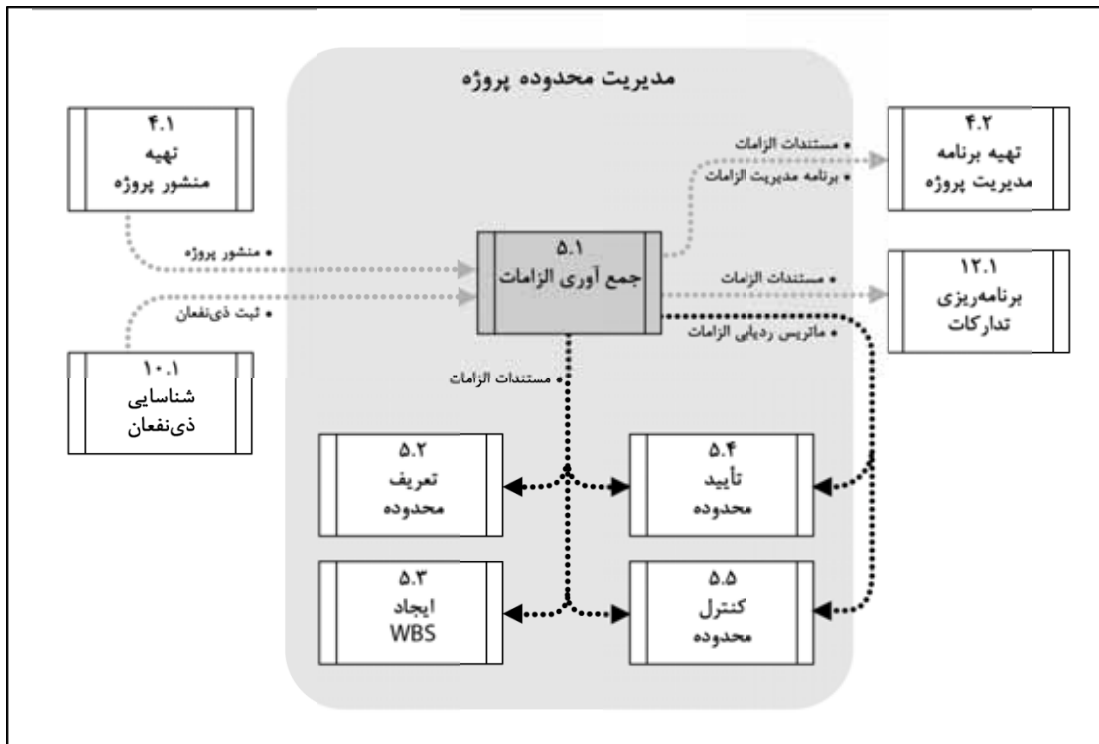 مدیریت محدوده پروژه
۴.۱
تهیه
منشور پروژه
۴.۲
تهیه برنامه
مدیریت پروژه
• مستندات الزامات
• برنامه مدیریت الزامات
۵.۱
جمع آوری الزامات
• منشور پروژه
• ثبت ذی‌نفعان
• مستندات الزامات
• ماتریس ردیابی الزامات
۱۲.۱
برنامه‌ریزی
تدارکات
۱۰.۱
شناسایی
ذی‌نفعان
• مستندات الزامات
۵.۲
تعریف
محدوده
۵.۴
تأیید
محدوده
۵.۳
ایجاد
WBS
۵.۵
کنترل
محدوده